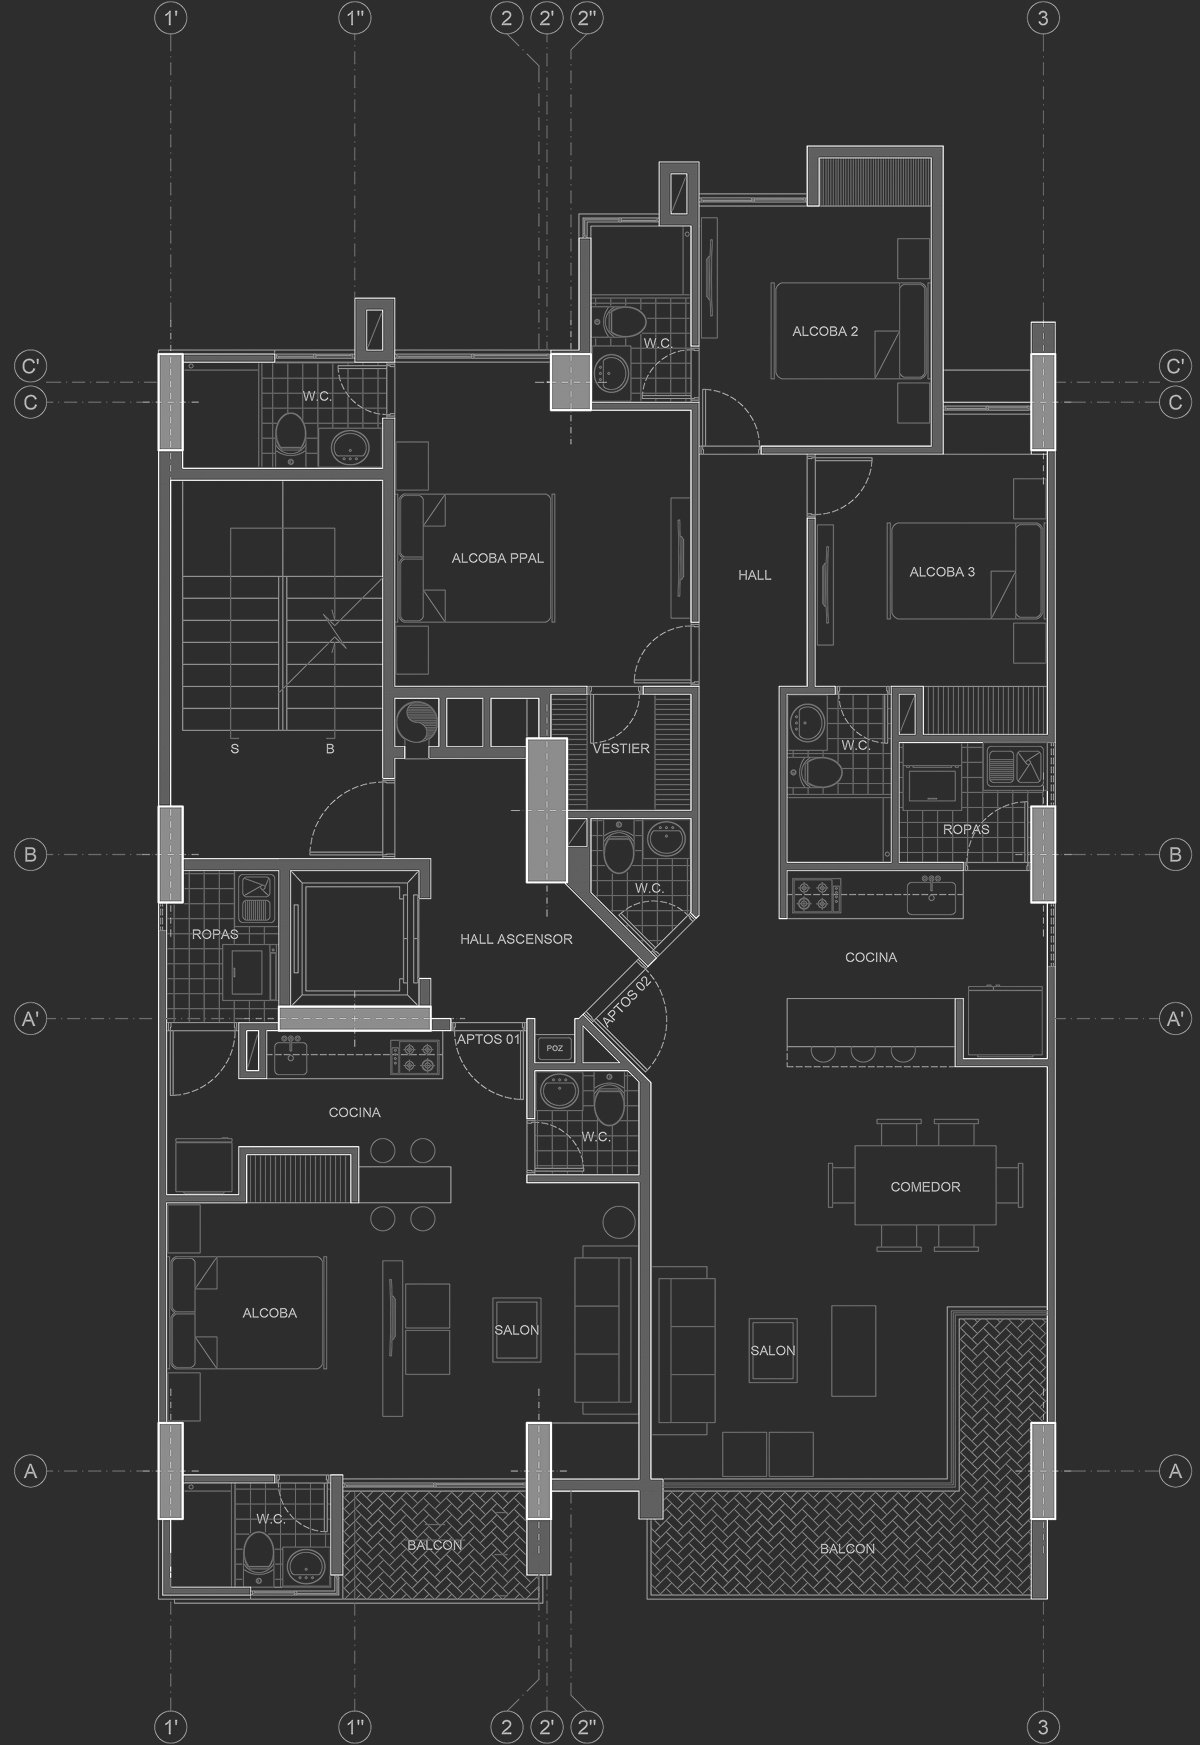 1' 1'' 2 2' 2'' 3
ALCOBA 2
W.C.
C' C'
W.C.
C C
ALCOBA PPAL
HALL
ALCOBA 3
S B
VESTIER
W.C.
ROPAS
B B
W.C.
ROPAS
HALL ASCENSOR
COCINA
APTOS 02
A' A'
APTOS 01
POZ
COCINA
W.C.
COMEDOR
ALCOBA
SALON
SALON
A A
W.C.
BALCON
BALCON
1' 1'' 2 2' 2'' 3